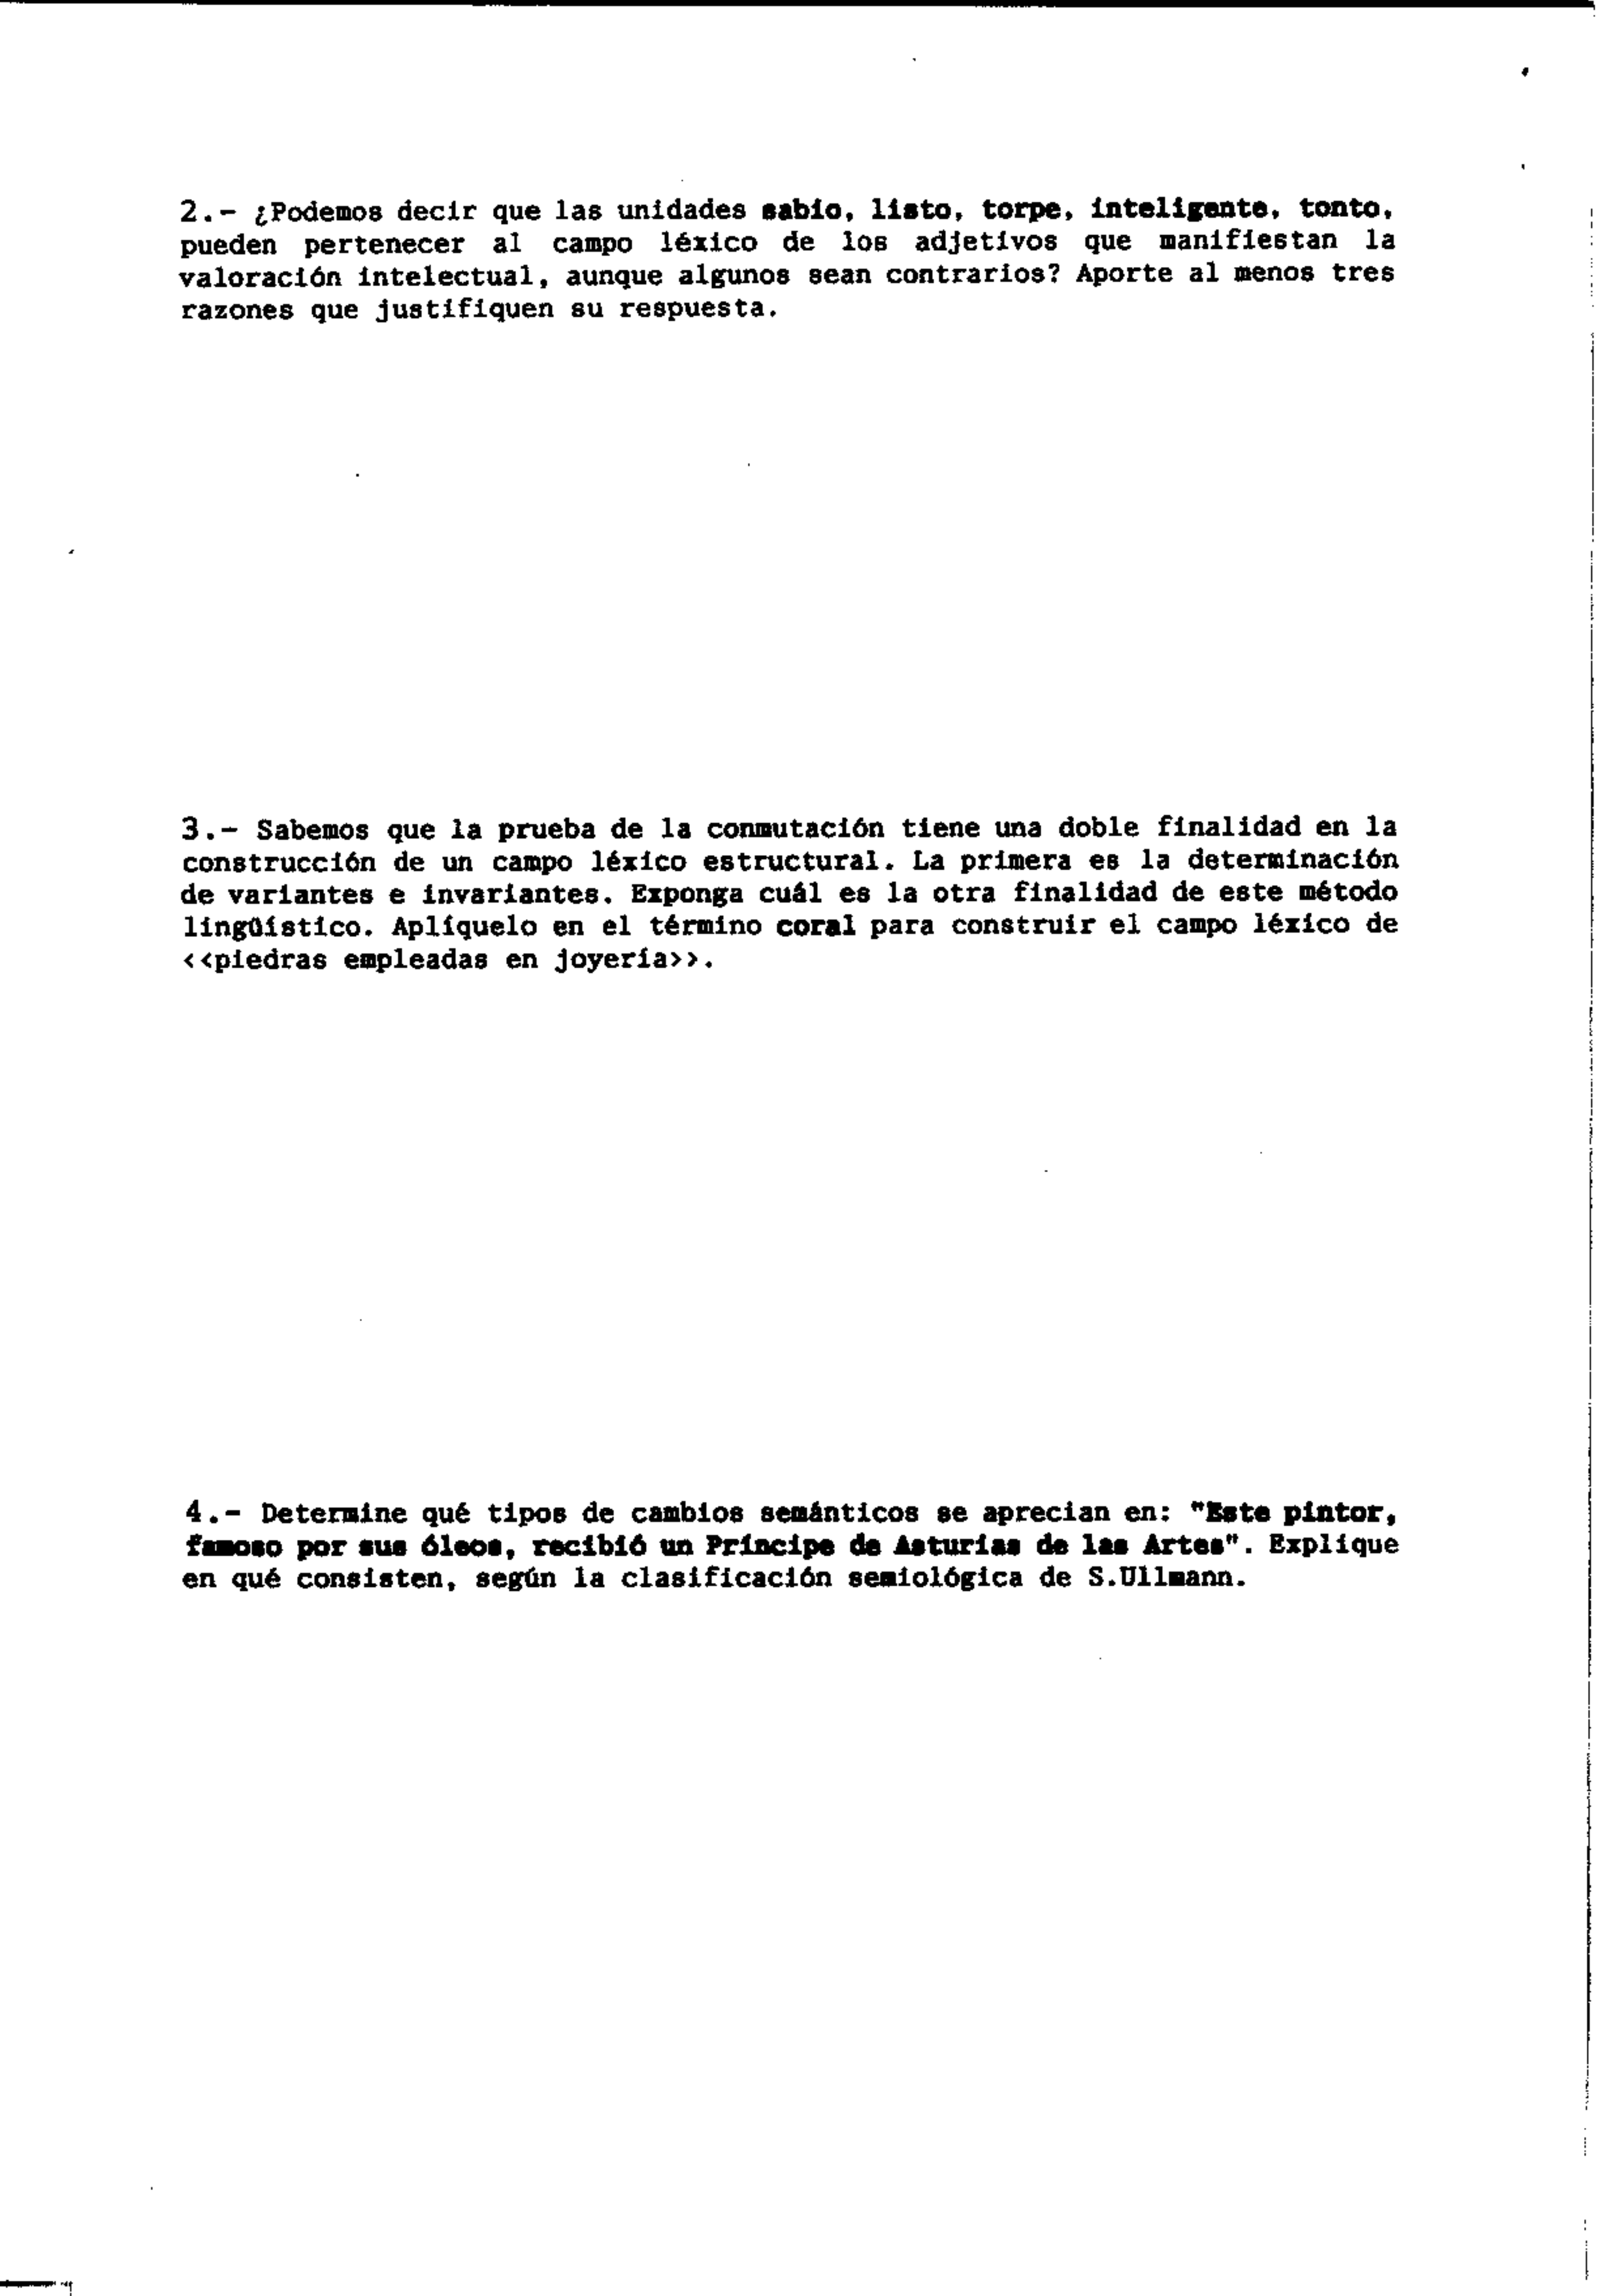 2.- ¿Podemos decir que las unidades sabio, listo, torpe, inteligente, tonto,
pueden pertenecer al campo léxico de los adjetivos que manifiestan la
valoración intelectual, aunque algunos sean contrarios? Aporte al menos tres
razones que justifiquen su respuesta.
3.- Sabemos que la prueba de la conmutación tiene una doble finalidad en la
construcción de un campo léxico estructural. La primera es la determinación
de variantes e invariantes. Exponga cuál es la otra finalidad de este método
lingüístico. Aplíquelo en el término coral para construir el campo léxico de
<<piedras empleadas en joyería>>.
4.- Determine qué tipos de cambios semánticos se aprecian en: "Este pintor,
famoso por sus óleos, recibió un Príncipe de Asturias de las Artes". Explique
en qué consisten, según la clasificación semiológica de S.Ullmann.